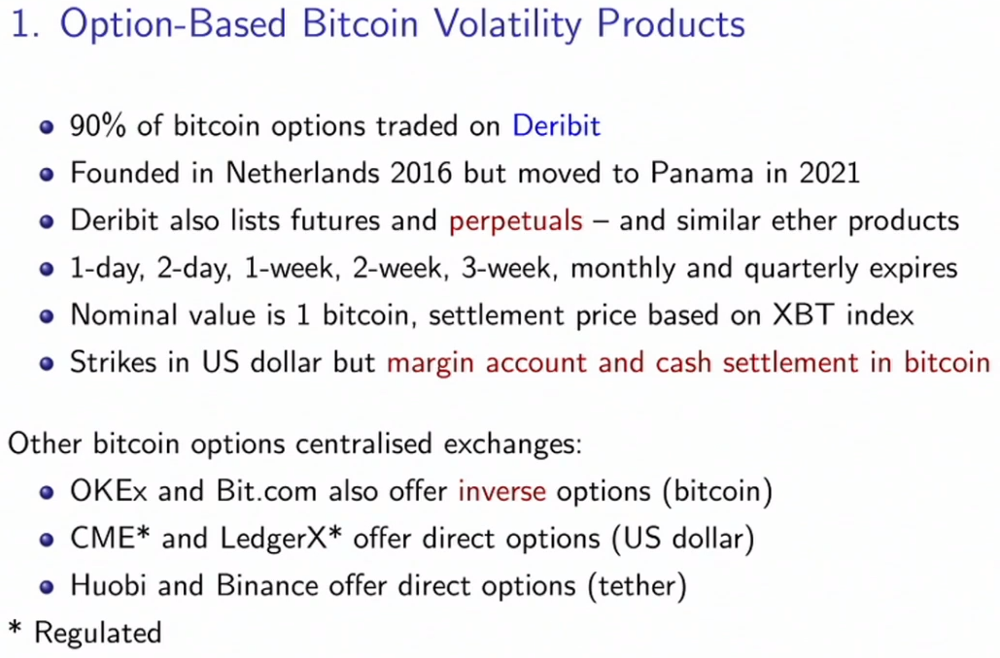 1. Option-Based Bitcoin Volatility Products
90% of bitcoin options traded on Deribit
Founded in Netherlands 2016 but moved to Panama in 2021
Deribit also lists futures and perpetuals – and similar ether products
1-day, 2-day, 1-week, 2-week, 3-week, monthly and quarterly expires
Nominal value is 1 bitcoin, settlement price based on XBT index
Strikes in US dollar but margin account and cash settlement in bitcoin
Other bitcoin options centralised exchanges:
OKEx and Bit.com also offer inverse options (bitcoin)
CME* and LedgerX* offer direct options (US dollar)
Huobi and Binance offer direct options (tether)
* Regulated